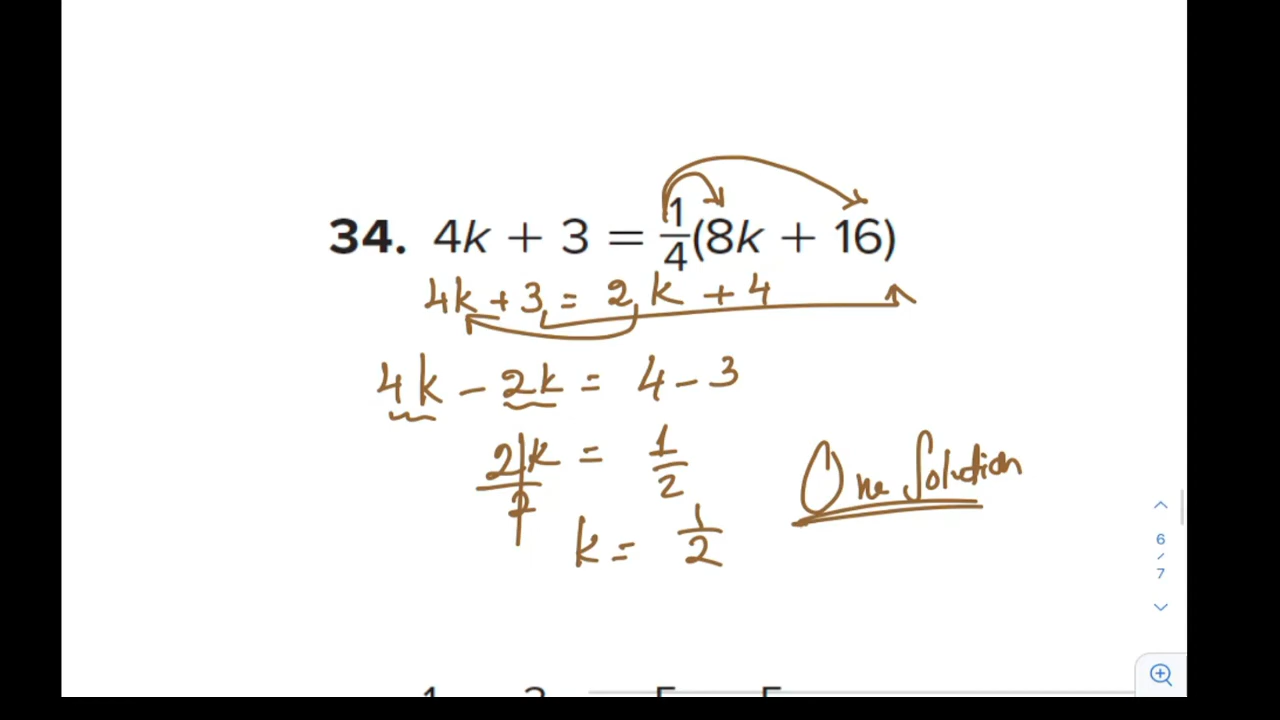 34. 4k + 3 = 1/4(8k + 16)
4k + 3 = 2k + 4
4k - 2k = 4 - 3
2k/2 = 1/2
One Solution
k = 1/2
6
/
7